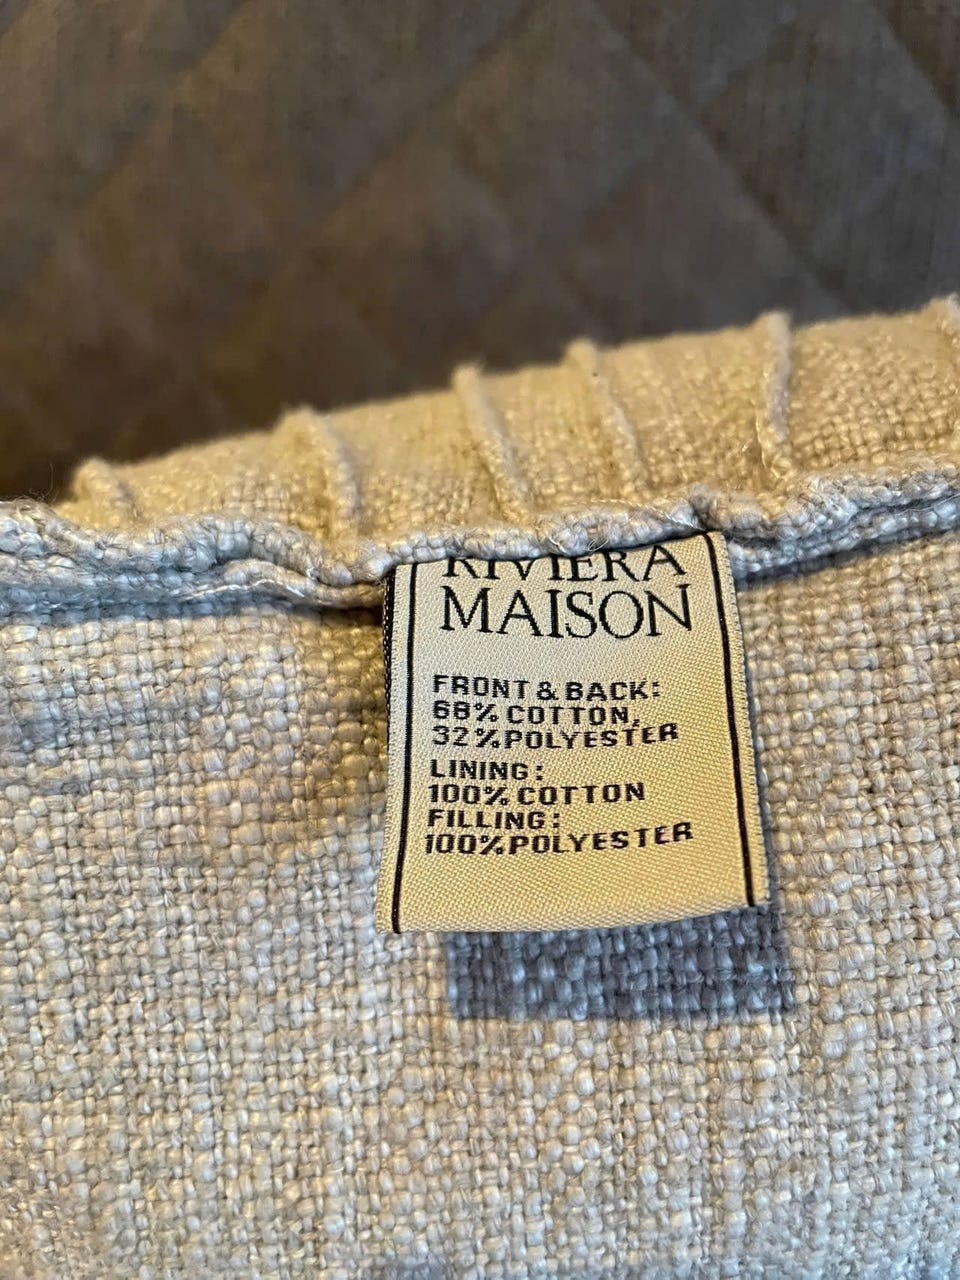 RIVIERA
MAISON
FRONT & BACK:
68% COTTON,
32% POLYESTER
LINING:
100% COTTON
FILLING:
100% POLYESTER